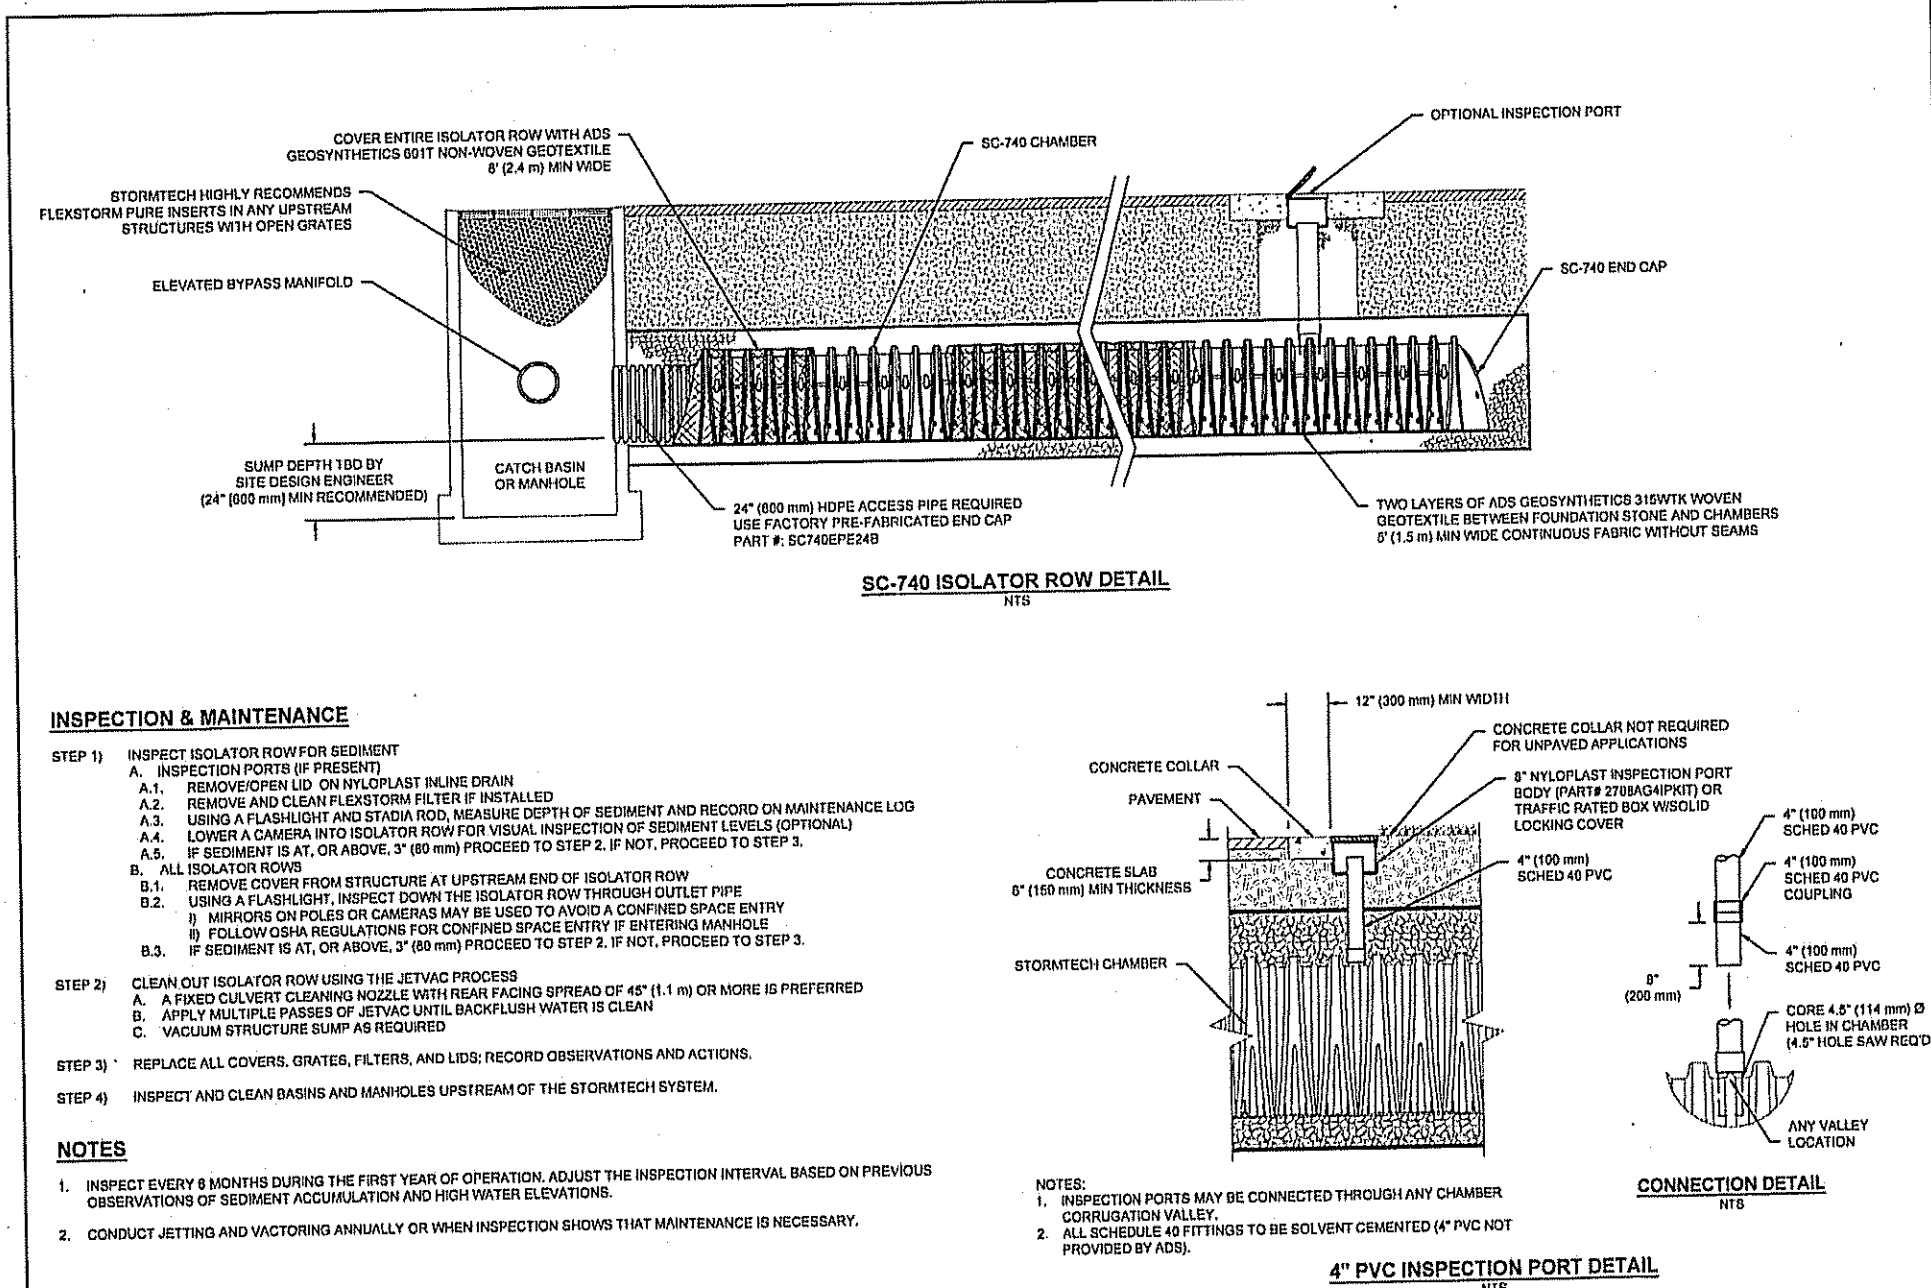 COVER ENTIRE ISOLATOR ROW WITH ADS
GEOSYNTHETICS 601T NON-WOVEN GEOTEXTILE
8' (2.4 m) MIN WIDE
STORMTECH HIGHLY RECOMMENDS
FLEXSTORM PURE INSERTS IN ANY UPSTREAM
STRUCTURES WITH OPEN GRATES
ELEVATED BYPASS MANIFOLD
SUMP DEPTH TBD BY
SITE DESIGN ENGINEER
(24" [600 mm] MIN RECOMMENDED)
CATCH BASIN
OR MANHOLE
SC-740 CHAMBER
OPTIONAL INSPECTION PORT
SC-740 END CAP
24" (600 mm) HDPE ACCESS PIPE REQUIRED
USE FACTORY PRE-FABRICATED END CAP
PART #: SC740EPE24B
TWO LAYERS OF ADS GEOSYNTHETICS 315WTK WOVEN
GEOTEXTILE BETWEEN FOUNDATION STONE AND CHAMBERS
5' (1.5 m) MIN WIDE CONTINUOUS FABRIC WITHOUT SEAMS
SC-740 ISOLATOR ROW DETAIL
NTS
INSPECTION & MAINTENANCE
STEP 1) INSPECT ISOLATOR ROW FOR SEDIMENT
A. INSPECTION PORTS (IF PRESENT)
A.1. REMOVE/OPEN LID ON NYLOPLAST INLINE DRAIN
A.2. REMOVE AND CLEAN FLEXSTORM FILTER IF INSTALLED
A.3. USING A FLASHLIGHT AND STADIA ROD, MEASURE DEPTH OF SEDIMENT AND RECORD ON MAINTENANCE LOG
A.4. LOWER A CAMERA INTO ISOLATOR ROW FOR VISUAL INSPECTION OF SEDIMENT LEVELS (OPTIONAL)
A.5. IF SEDIMENT IS AT, OR ABOVE, 3" (80 mm) PROCEED TO STEP 2. IF NOT, PROCEED TO STEP 3.
B. ALL ISOLATOR ROWS
B.1. REMOVE COVER FROM STRUCTURE AT UPSTREAM END OF ISOLATOR ROW
B.2. USING A FLASHLIGHT, INSPECT DOWN THE ISOLATOR ROW THROUGH OUTLET PIPE
i) MIRRORS ON POLES OR CAMERAS MAY BE USED TO AVOID A CONFINED SPACE ENTRY
ii) FOLLOW OSHA REGULATIONS FOR CONFINED SPACE ENTRY IF ENTERING MANHOLE
B.3. IF SEDIMENT IS AT, OR ABOVE, 3" (80 mm) PROCEED TO STEP 2. IF NOT, PROCEED TO STEP 3.
STEP 2) CLEAN OUT ISOLATOR ROW USING THE JETVAC PROCESS
A. A FIXED CULVERT CLEANING NOZZLE WITH REAR FACING SPREAD OF 45" (1.1 m) OR MORE IS PREFERRED
B. APPLY MULTIPLE PASSES OF JETVAC UNTIL BACKFLUSH WATER IS CLEAN
C. VACUUM STRUCTURE SUMP AS REQUIRED
STEP 3) REPLACE ALL COVERS, GRATES, FILTERS, AND LIDS; RECORD OBSERVATIONS AND ACTIONS.
STEP 4) INSPECT AND CLEAN BASINS AND MANHOLES UPSTREAM OF THE STORMTECH SYSTEM.
NOTES
1. INSPECT EVERY 6 MONTHS DURING THE FIRST YEAR OF OPERATION. ADJUST THE INSPECTION INTERVAL BASED ON PREVIOUS
OBSERVATIONS OF SEDIMENT ACCUMULATION AND HIGH WATER ELEVATIONS.
2. CONDUCT JETTING AND VACTORING ANNUALLY OR WHEN INSPECTION SHOWS THAT MAINTENANCE IS NECESSARY.
12" (300 mm) MIN WIDTH
CONCRETE COLLAR NOT REQUIRED
FOR UNPAVED APPLICATIONS
CONCRETE COLLAR
PAVEMENT
8" NYLOPLAST INSPECTION PORT
BODY (PART# 2708AG4IPKIT) OR
TRAFFIC RATED BOX W/SOLID
LOCKING COVER
CONCRETE SLAB
6" (150 mm) MIN THICKNESS
4" (100 mm)
SCHED 40 PVC
STORMTECH CHAMBER
4" (100 mm)
SCHED 40 PVC
4" (100 mm)
SCHED 40 PVC
COUPLING
4" (100 mm)
SCHED 40 PVC
8"
(200 mm)
CORE 4.5" (114 mm) Ø
HOLE IN CHAMBER
(4.5" HOLE SAW REQ'D
ANY VALLEY
LOCATION
CONNECTION DETAIL
NTS
NOTES:
1. INSPECTION PORTS MAY BE CONNECTED THROUGH ANY CHAMBER
CORRUGATION VALLEY.
2. ALL SCHEDULE 40 FITTINGS TO BE SOLVENT CEMENTED (4" PVC NOT
PROVIDED BY ADS).
4" PVC INSPECTION PORT DETAIL
NTS